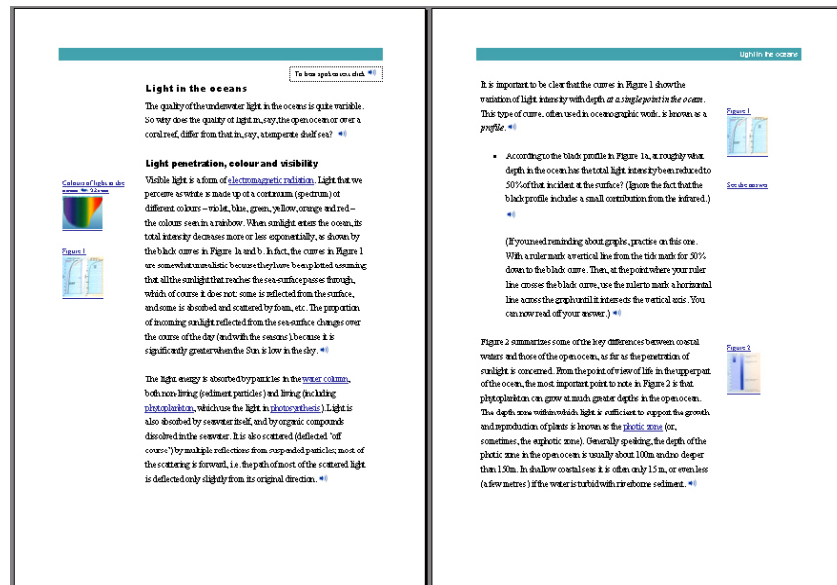 To hear spoken text click
Light in the oceans
The quality of the underwater light in the oceans is quite variable.
So why does the quality of light in, say, the open ocean or over a
coral reef, differ from that in, say, a temperate shelf sea?
Light penetration, colour and visibility
Visible light is a form of electromagnetic radiation. Light that we
perceive as white is made up of a continuum (spectrum) of
different colours – violet, blue, green, yellow, orange and red –
the colours seen in a rainbow. When sunlight enters the ocean, its
total intensity decreases more or less exponentially, as shown by
the black curves in Figure 1a and b. In fact, the curves in Figure 1
are somewhat unrealistic because they have been plotted assuming
that all the sunlight that reaches the sea-surface passes through,
which of course it does not: some is reflected from the surface,
and some is absorbed and scattered by foam, etc. The proportion
of incoming sunlight reflected from the sea-surface changes over
the course of the day (and with the seasons), because it is
significantly greater when the Sun is low in the sky.
Colours of light in the
Figure 1
The light energy is absorbed by particles in the water column,
both non-living (sediment particles) and living (including
phytoplankton, which use the light in photosynthesis). Light is
also absorbed by seawater itself, and by organic compounds
dissolved in the seawater. It is also scattered (deflected 'off
course') by multiple reflections from suspended particles; most of
the scattering is forward, i.e. the path of most of the scattered light
is deflected only slightly from its original direction.
Light in the oceans
It is important to be clear that the curves in Figure 1 show the
variation of light intensity with depth at a single point in the ocean.
This type of curve, often used in oceanographic work, is known as a
profile.
Figure 1
• According to the black profile in Figure 1a, at roughly what
depth in the ocean has the total light intensity been reduced to
50% of that incident at the surface? (Ignore the fact that the
black profile includes a small contribution from the infrared.)
See the answer
(If you need reminding about graphs, practise on this one.
With a ruler mark a vertical line from the tick mark for 50%
down to the black curve. Then, at the point where your ruler
line crosses the black curve, use the ruler to mark a horizontal
line across the graph until it intersects the vertical axis. You
can now read off your answer.)
Figure 2 summarizes some of the key differences between coastal
waters and those of the open ocean, as far as the penetration of
sunlight is concerned. From the point of view of life in the upper part
of the ocean, the most important point to note in Figure 2 is that
phytoplankton can grow at much greater depths in the open ocean.
The depth zone within which light is sufficient to support the growth
and reproduction of plants is known as the photic zone (or,
sometimes, the euphotic zone). Generally speaking, the depth of the
photic zone in the open ocean is usually about 100m and no deeper
than 150m. In shallow coastal seas it is often only 15 m, or even less
(a few metres) if the water is turbid with riverborne sediment.
Figure 2